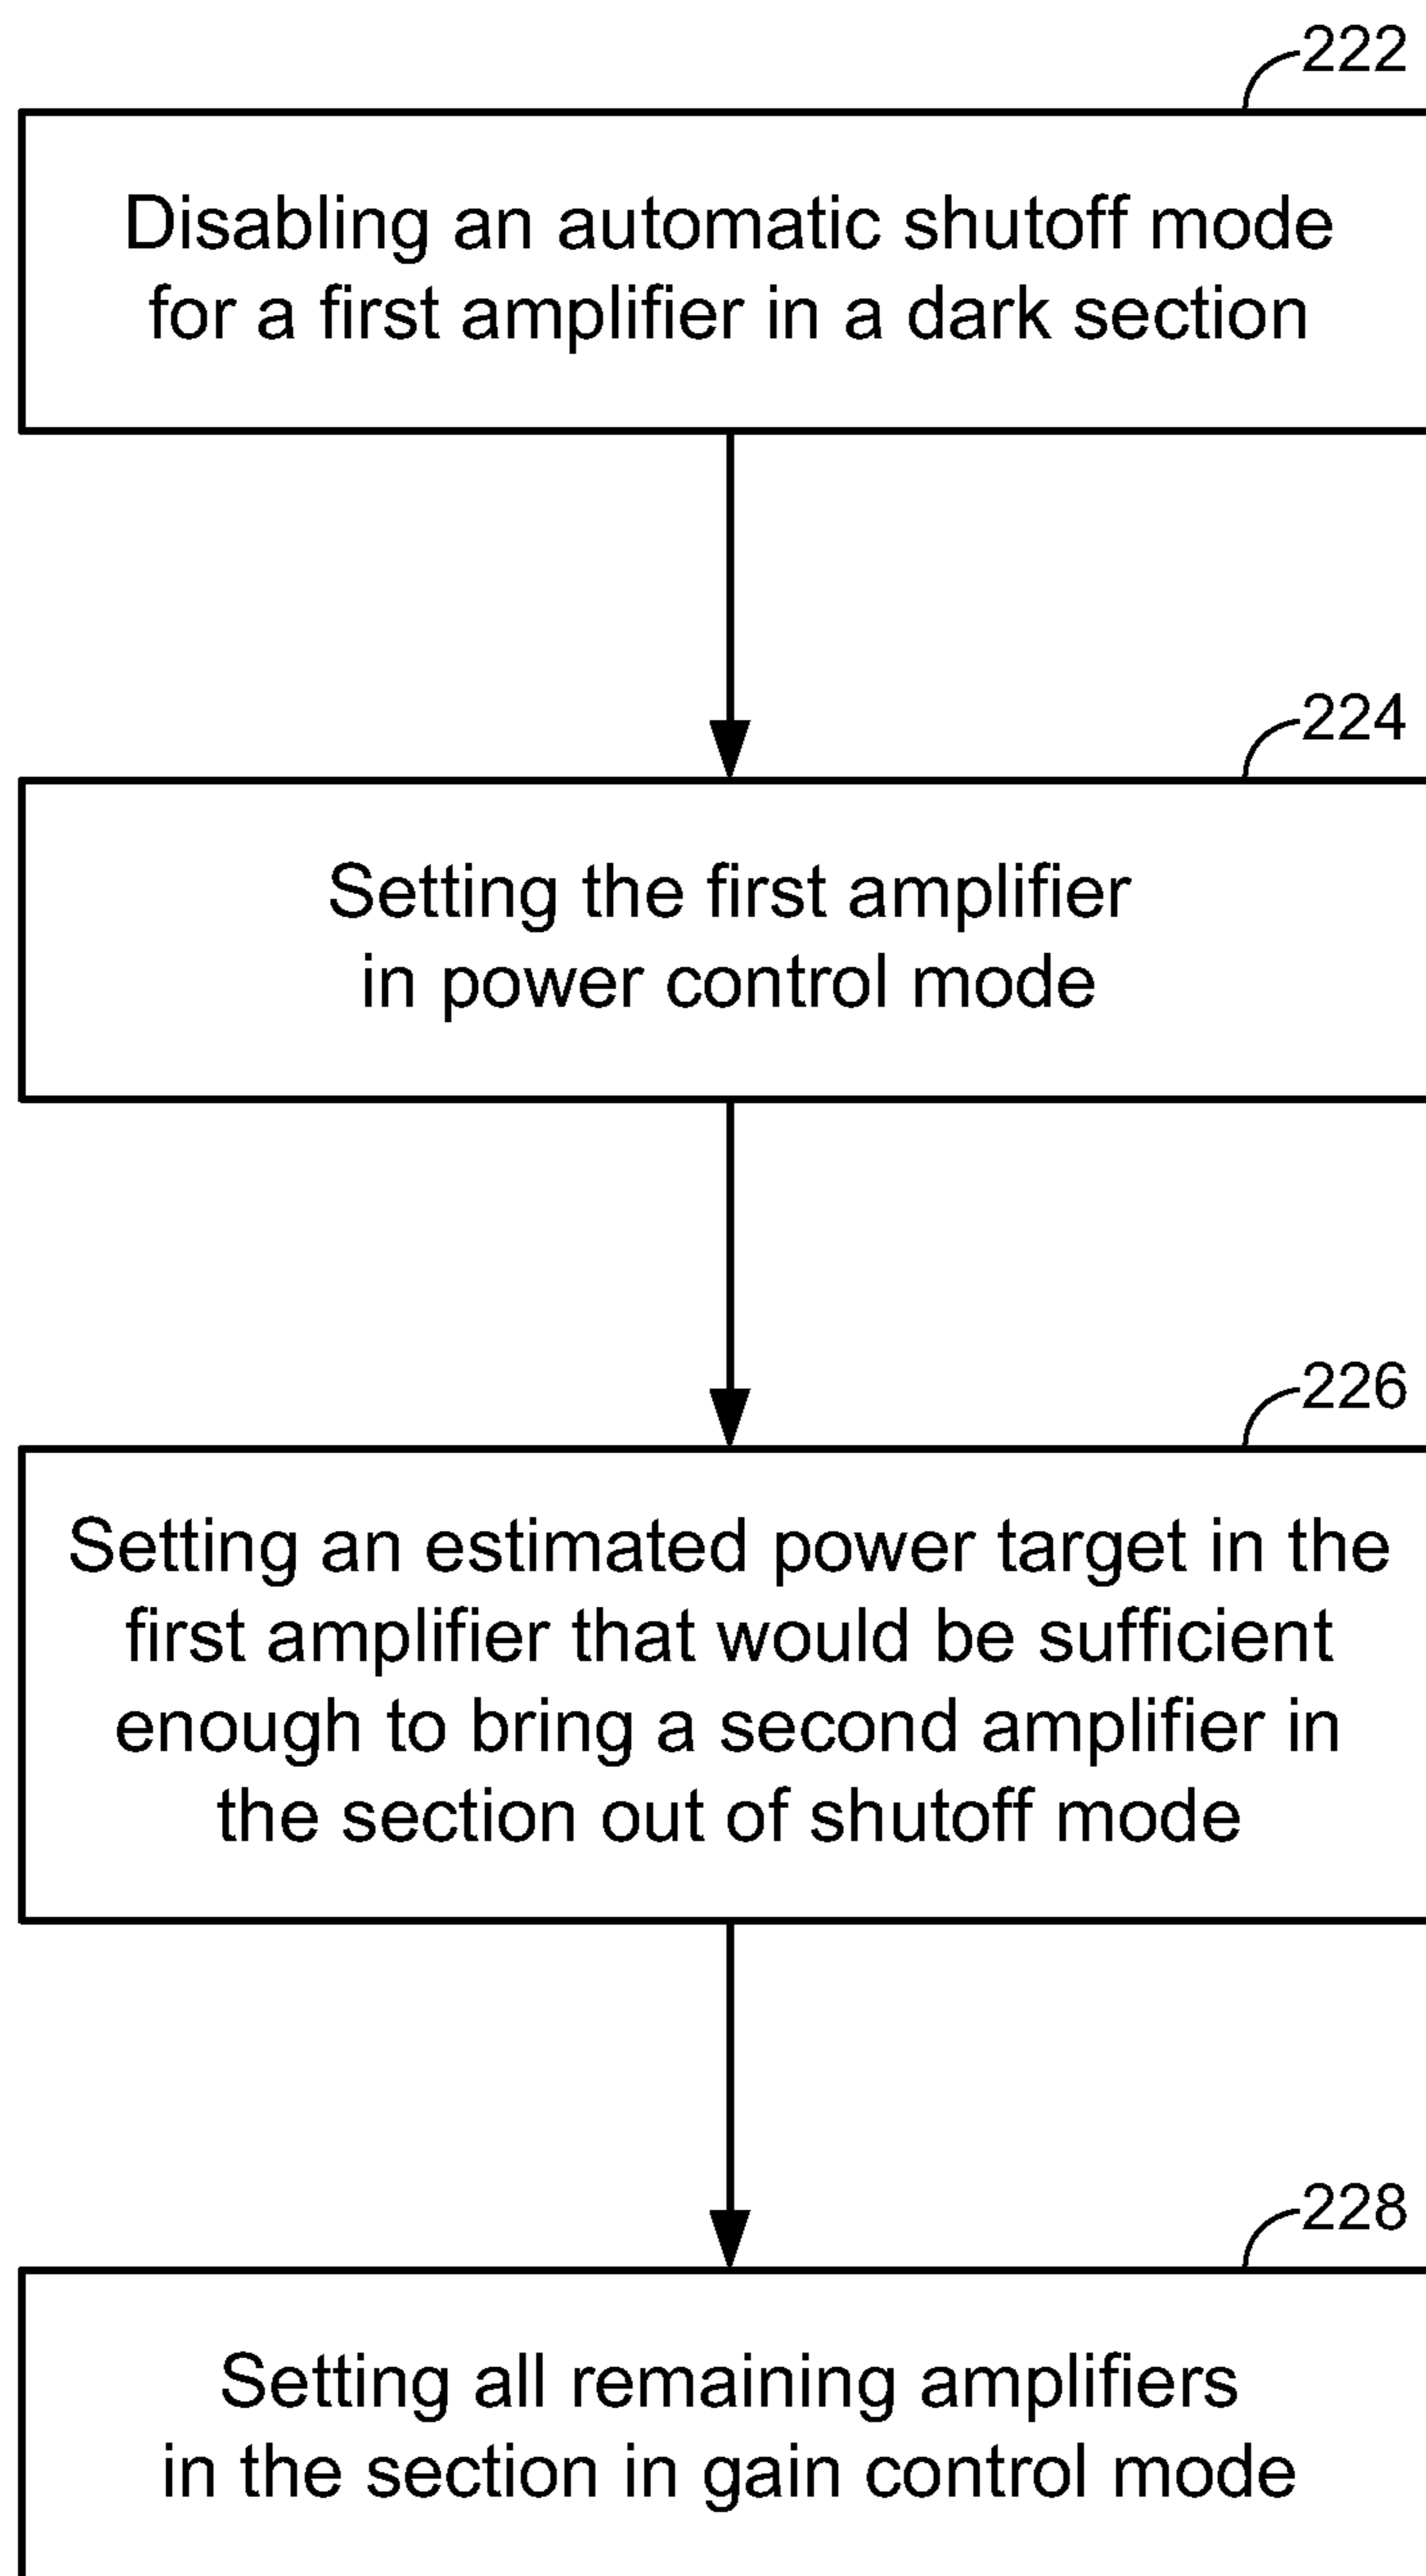 222
Disabling an automatic shutoff mode
for a first amplifier in a dark section
224
Setting the first amplifier
in power control mode
226
Setting an estimated power target in the
first amplifier that would be sufficient
enough to bring a second amplifier in
the section out of shutoff mode
228
Setting all remaining amplifiers
in the section in gain control mode